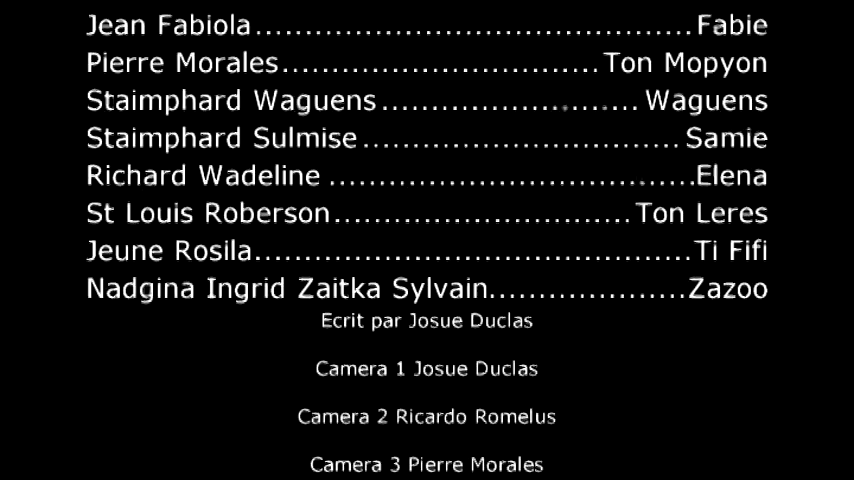 Jean Fabiola............................................Fabie
Pierre Morales................................Ton Mopyon
Staimphard Waguens..........................Waguens
Staimphard Sulmise................................Samie
Richard Wadeline.....................................Elena
St Louis Roberson..............................Ton Leres
Jeune Rosila............................................Ti Fifi
Nadgina Ingrid Zaitka Sylvain....................Zazoo
Ecrit par Josue Duclas
Camera 1 Josue Duclas
Camera 2 Ricardo Romelus
Camera 3 Pierre Morales